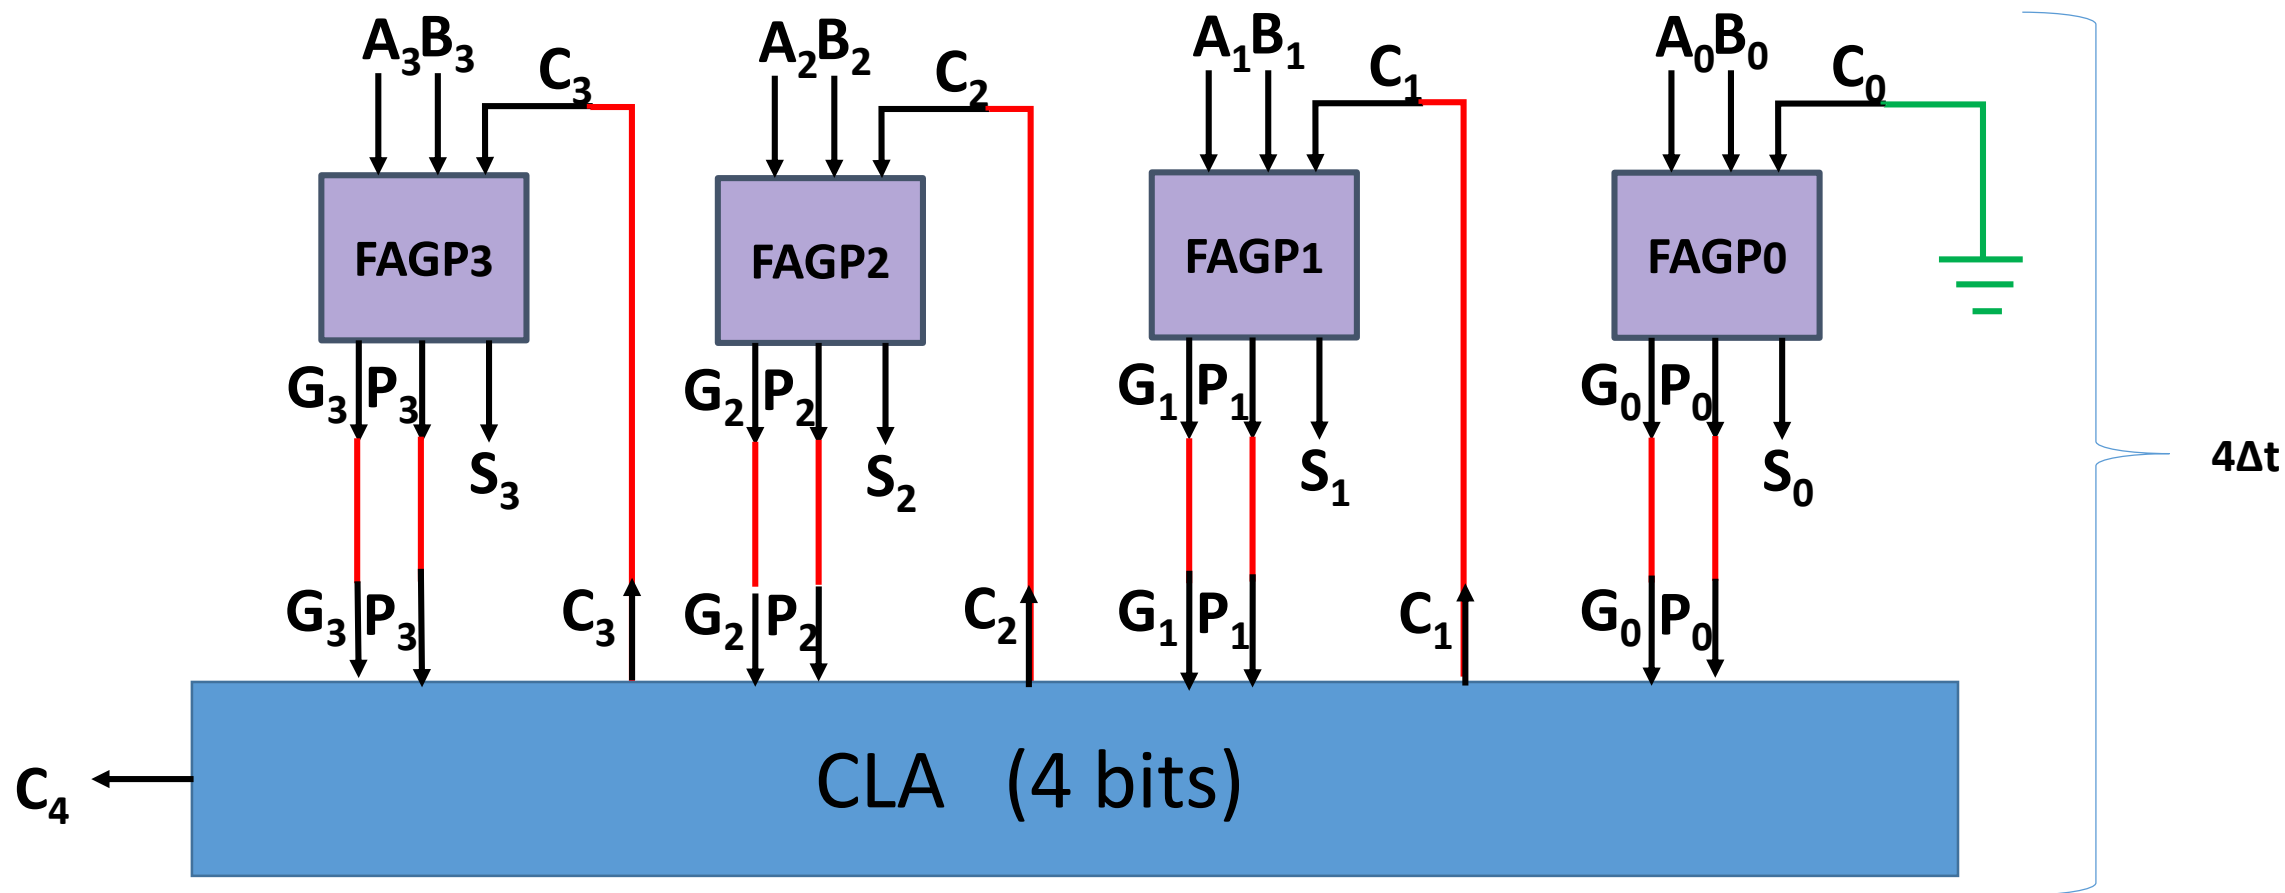 A₃B₃ C₃ A₂B₂ C₂ A₁B₁ C₁ A₀B₀ C₀
FAGP3 FAGP2 FAGP1 FAGP0
G₃ P₃ G₂ P₂ G₁ P₁ G₀ P₀
S₃ S₂ S₁ S₀
4Δt
G₃ P₃ C₃ G₂ P₂ C₂ G₁ P₁ C₁ G₀ P₀
CLA (4 bits)
C₄